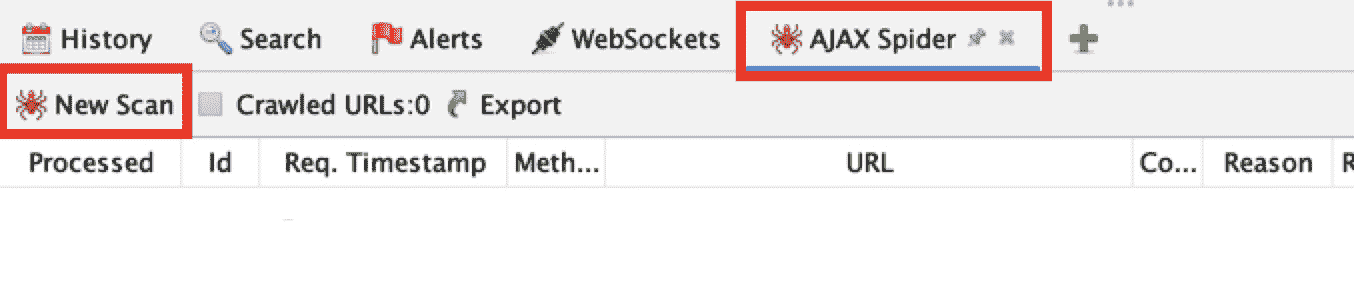 History Search Alerts WebSockets AJAX Spider
New Scan Crawled URLs:0 Export
Processed Id Req. Timestamp Meth... URL Co... Reason R